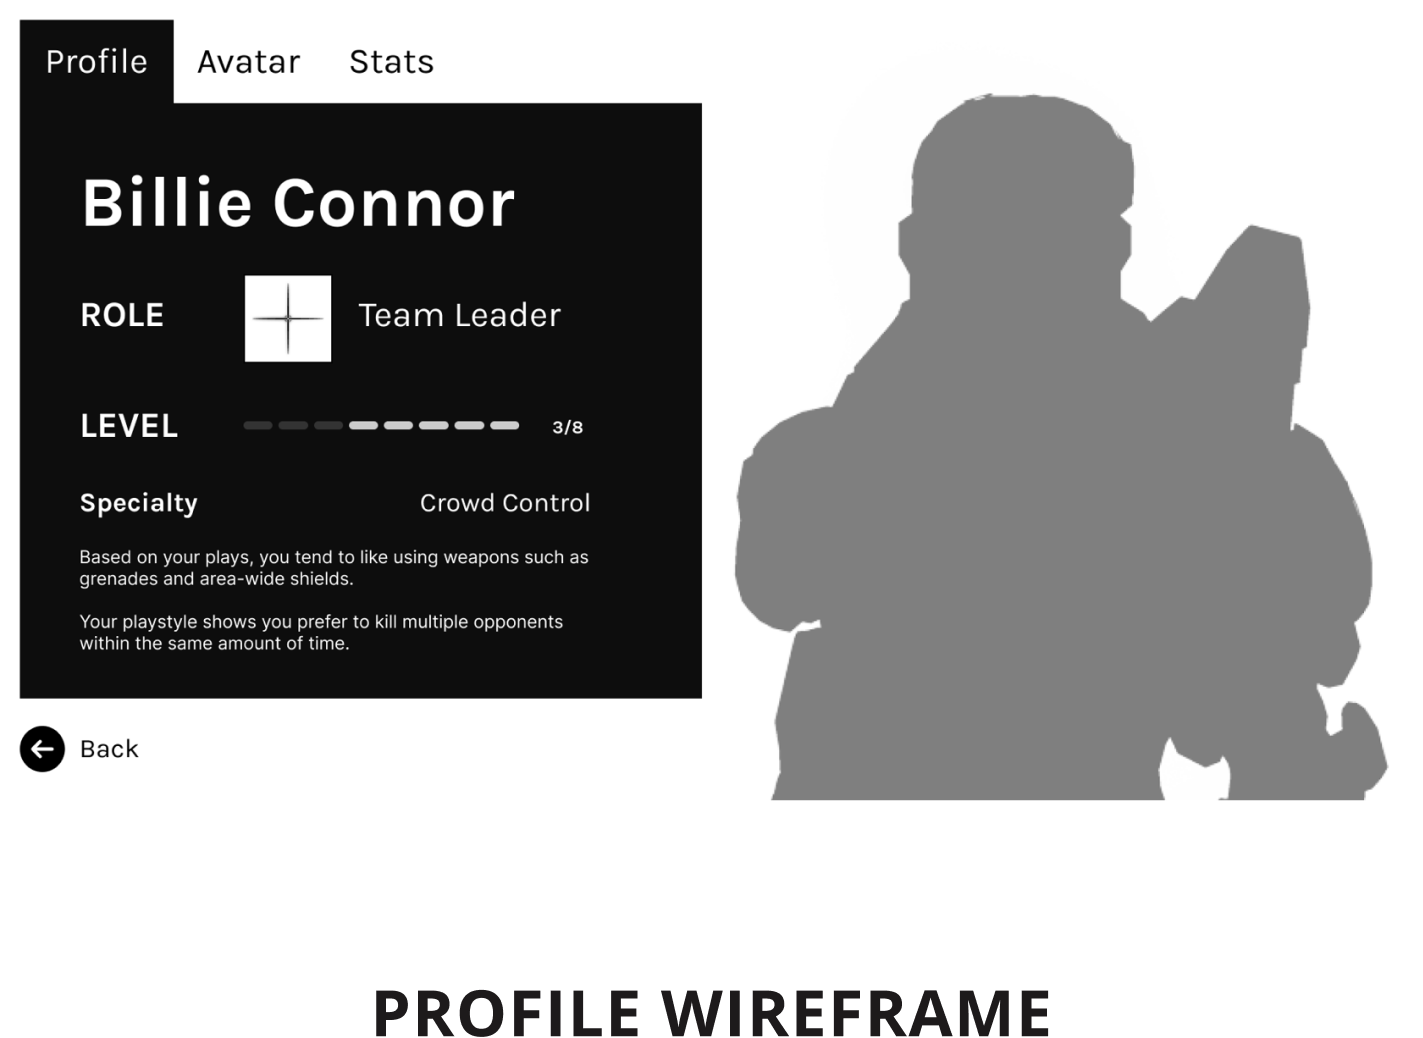 Profile Avatar Stats
Billie Connor
ROLE Team Leader
LEVEL 3/8
Specialty Crowd Control
Based on your plays, you tend to like using weapons such as
grenades and area-wide shields.
Your playstyle shows you prefer to kill multiple opponents
within the same amount of time.
Back
PROFILE WIREFRAME